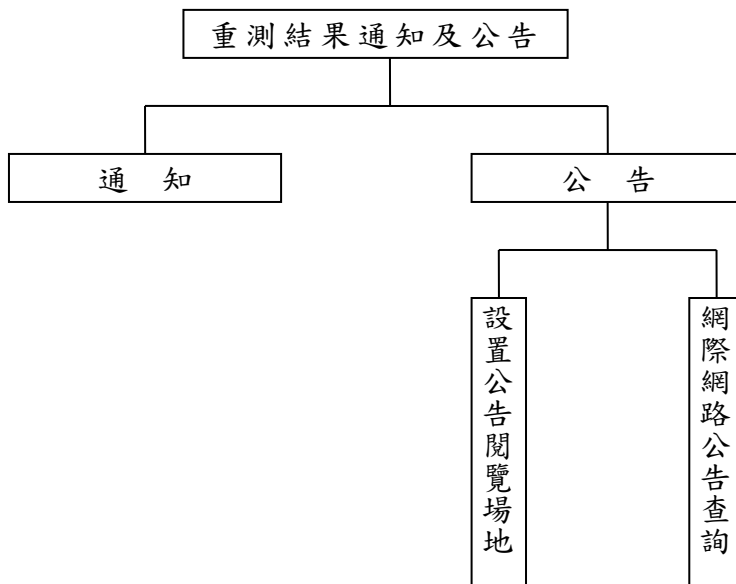 重測結果通知及公告
通 知
公 告
設置公告閱覽場地
網際網路公告查詢